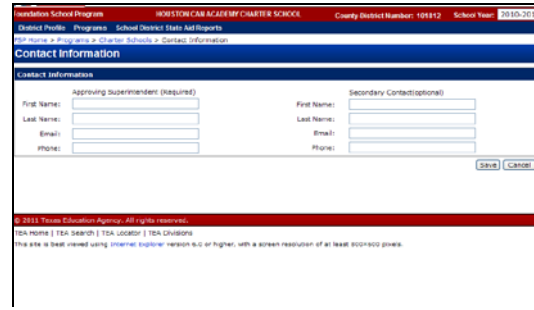 Foundation School Program HOUSTON CAN ACADEMY CHARTER SCHOOL County-District Number: 101812 School Year: 2010-201
District Profile Programs School District State Aid Reports
FSP Home > Programs > Charter Schools > Contact Information
Contact Information
Contact Information
Approving Superintendent (Required) Secondary Contact(optional)
First Name: First Name:
Last Name: Last Name:
Email: Email:
Phone: Phone:
Save Cancel
© 2011 Texas Education Agency. All rights reserved.
TEA Home | TEA Search | TEA Locator | TEA Divisions
This site is best viewed using Internet Explorer version 6.0 or higher, with a screen resolution of at least 800x600 pixels.